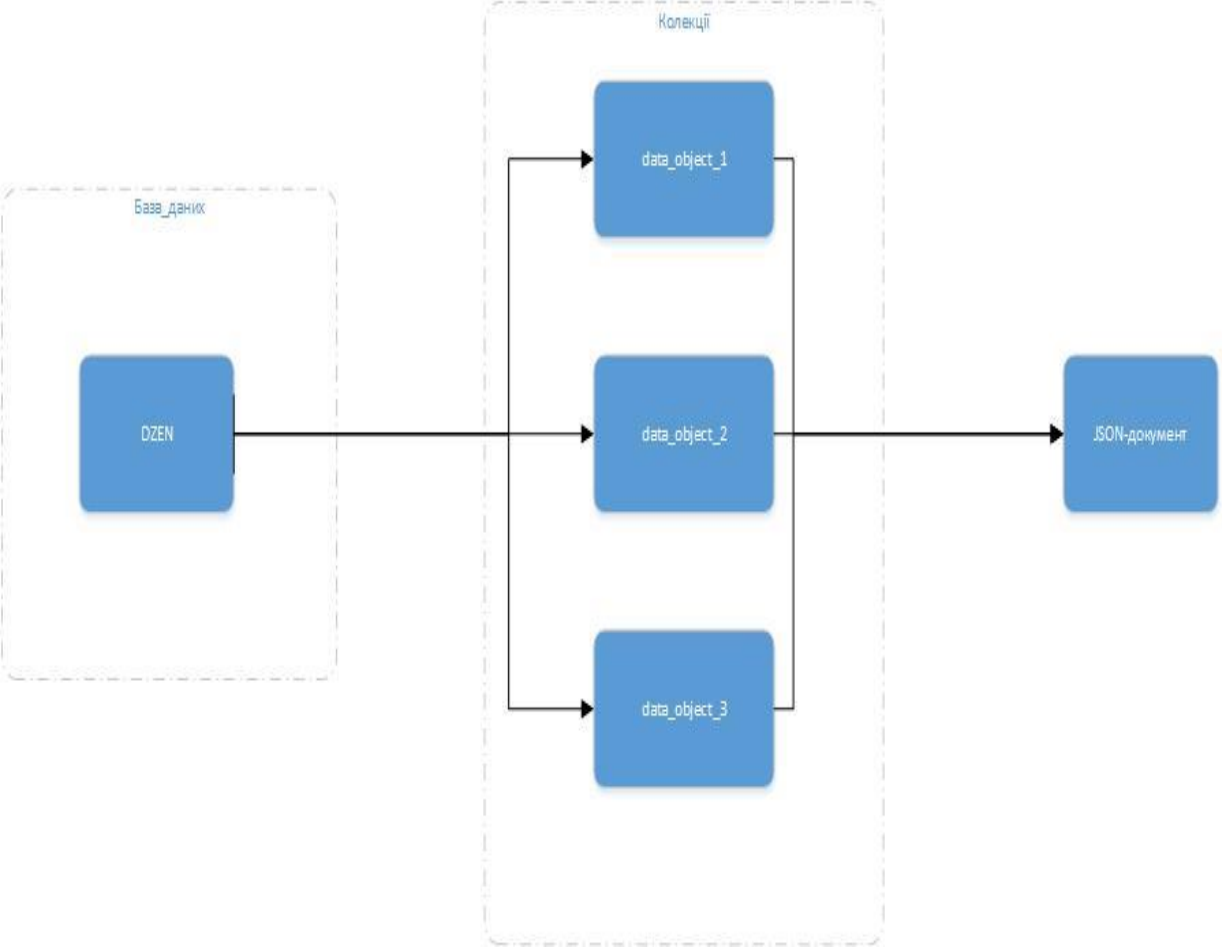 Колекції
data_object_1
База_даних
DZEN
data_object_2
JSON-документ
data_object_3